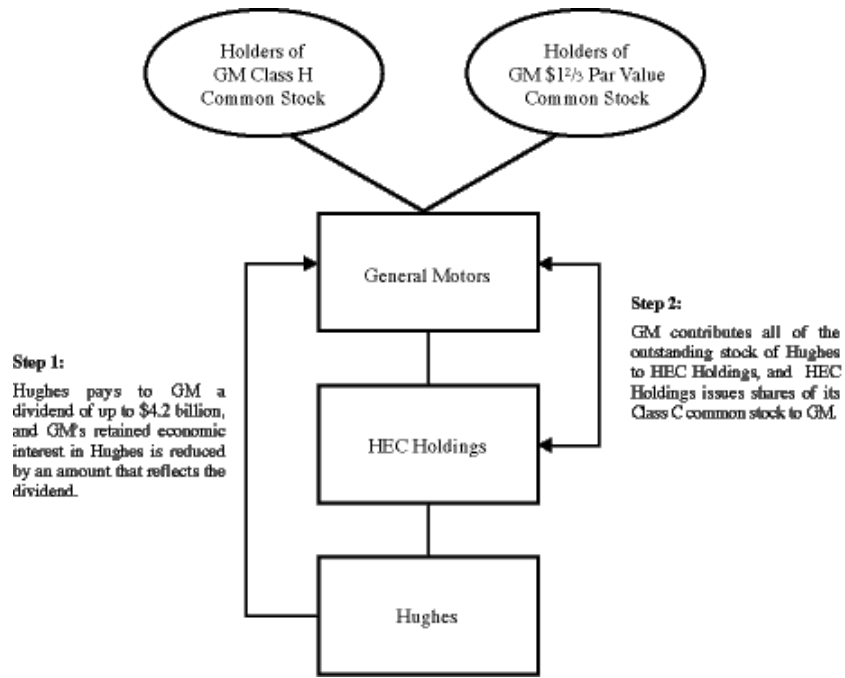 Holders of
GM Class H
Common Stock
Holders of
GM $1²/₃ Par Value
Common Stock
General Motors
Step 1:
Hughes pays to GM a
dividend of up to $4.2 billion,
and GM's retained economic
interest in Hughes is reduced
by an amount that reflects the
dividend.
Step 2:
GM contributes all of the
outstanding stock of Hughes
to HEC Holdings, and HEC
Holdings issues shares of its
Class C common stock to GM.
HEC Holdings
Hughes